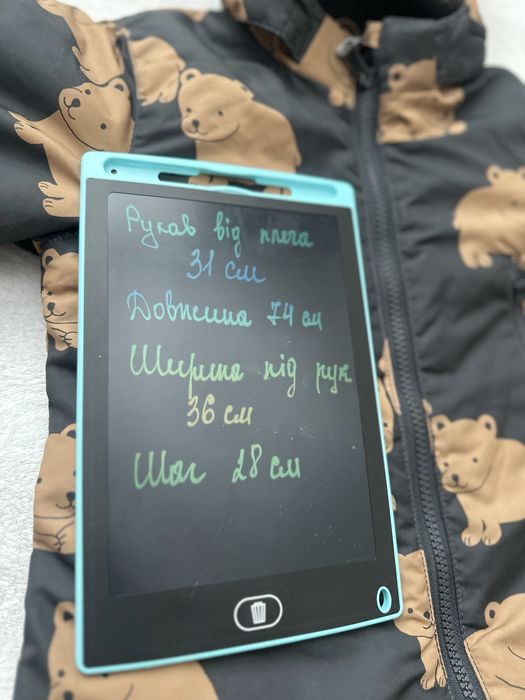 Рукав від плеча
31 см
Довжина 74 см
Ширина під рук
36 см
Шаг 28 см